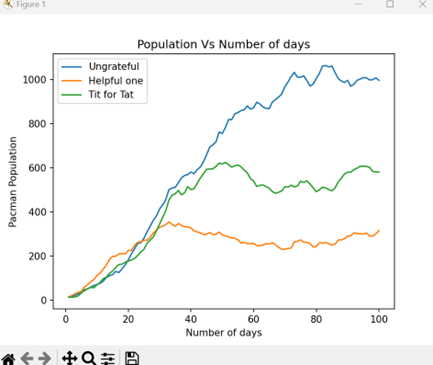 Figure 1
Population Vs Number of days
Ungrateful
Helpful one
Tit for Tat
1000
800
600
400
200
0
Pacman Population
0
20
40
60
80
100
Number of days